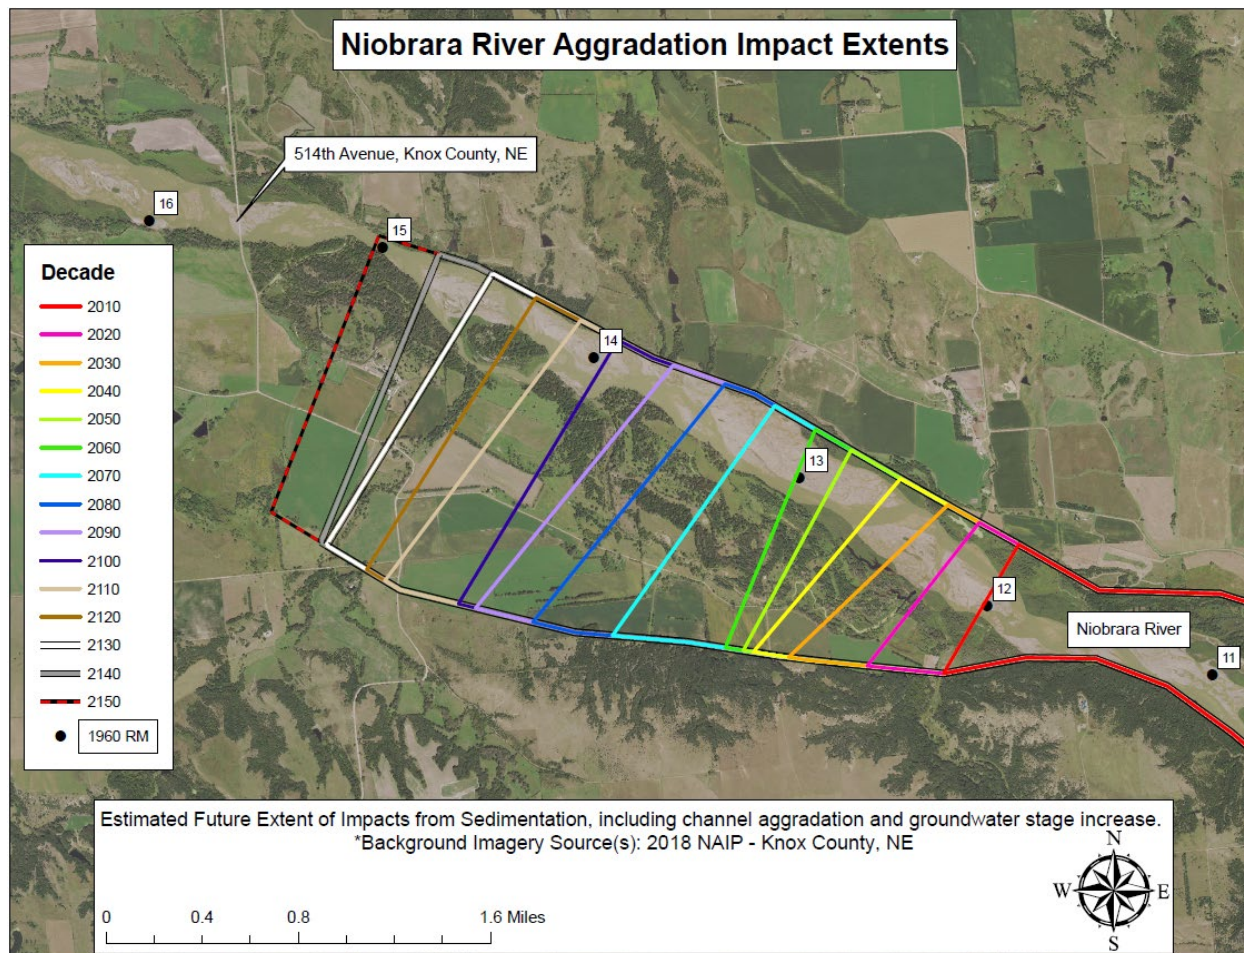 Niobrara River Aggradation Impact Extents
514th Avenue, Knox County, NE
16
15
14
13
12
11
Niobrara River
Decade
2010
2020
2030
2040
2050
2060
2070
2080
2090
2100
2110
2120
2130
2140
2150
1960 RM
Estimated Future Extent of Impacts from Sedimentation, including channel aggradation and groundwater stage increase.
*Background Imagery Source(s): 2018 NAIP - Knox County, NE
0 0.4 0.8 1.6 Miles
N
W E
S